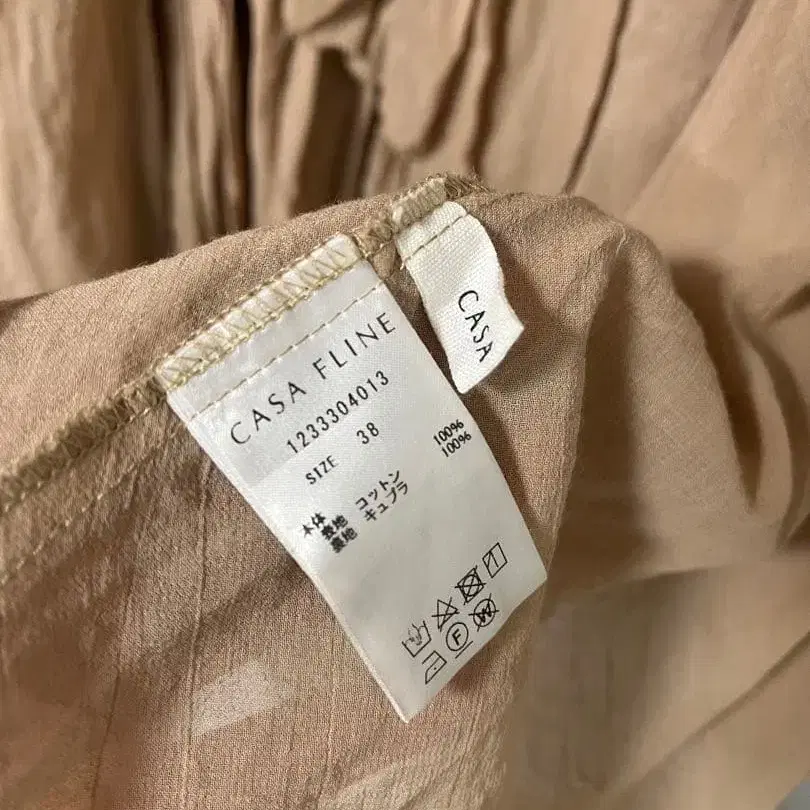 CASA FLINE
1233304013
SIZE 38
本体
表地 コットン 100%
裏地 キュプラ 100%
F
W
CASA